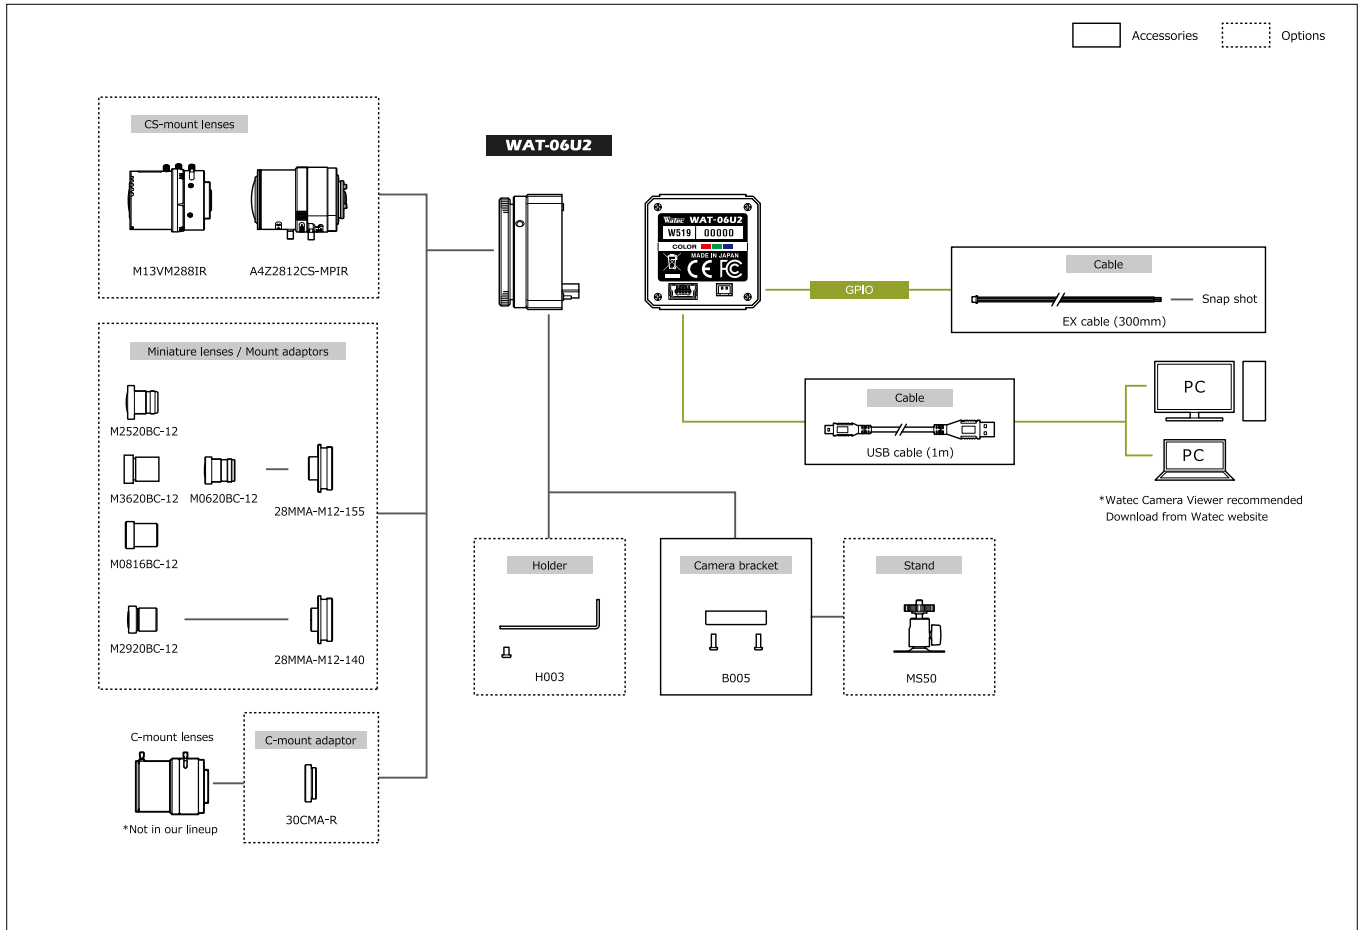 Accessories
Options
CS-mount lenses
M13VM288IR
A4Z2812CS-MPIR
WAT-06U2
Watec WAT-06U2
W519 00000
COLOR
MADE IN JAPAN
CE FC
GPIO
Cable
Snap shot
EX cable (300mm)
Cable
USB cable (1m)
PC
PC
*Watec Camera Viewer recommended
Download from Watec website
Miniature lenses / Mount adaptors
M2520BC-12
M3620BC-12
M0620BC-12
28MMA-M12-155
M0816BC-12
M2920BC-12
28MMA-M12-140
Holder
H003
Camera bracket
B005
Stand
MS50
C-mount lenses
*Not in our lineup
C-mount adaptor
30CMA-R